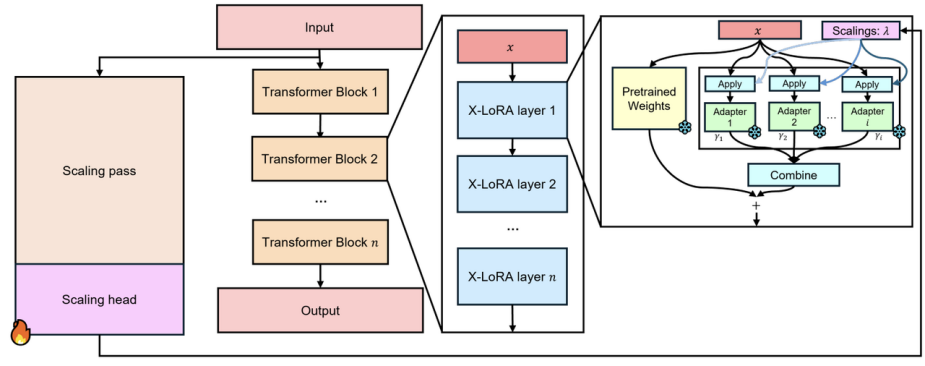 Input
Scaling pass
Scaling head
Transformer Block 1
Transformer Block 2
...
Transformer Block n
Output
x
X-LoRA layer 1
X-LoRA layer 2
...
X-LoRA layer n
x
Scalings: λ
Pretrained
Weights
Apply
Apply
Apply
Adapter
1
Adapter
2
...
Adapter
i
γ₁
γ₂
γᵢ
Combine
+